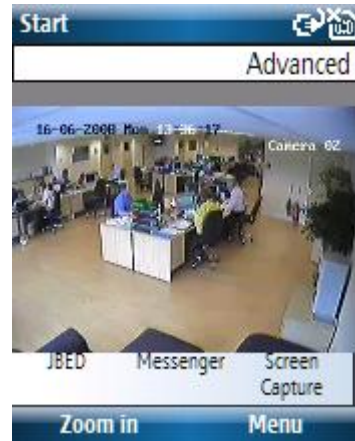 Start
Advanced
16-06-2008 Mon 13-36-17
Camera 02
JBED Messenger Screen
Capture
Zoom in Menu